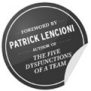 FOREWORD BY
PATRICK LENCIONI
AUTHOR OF
THE FIVE
DYSFUNCTIONS
OF A TEAM